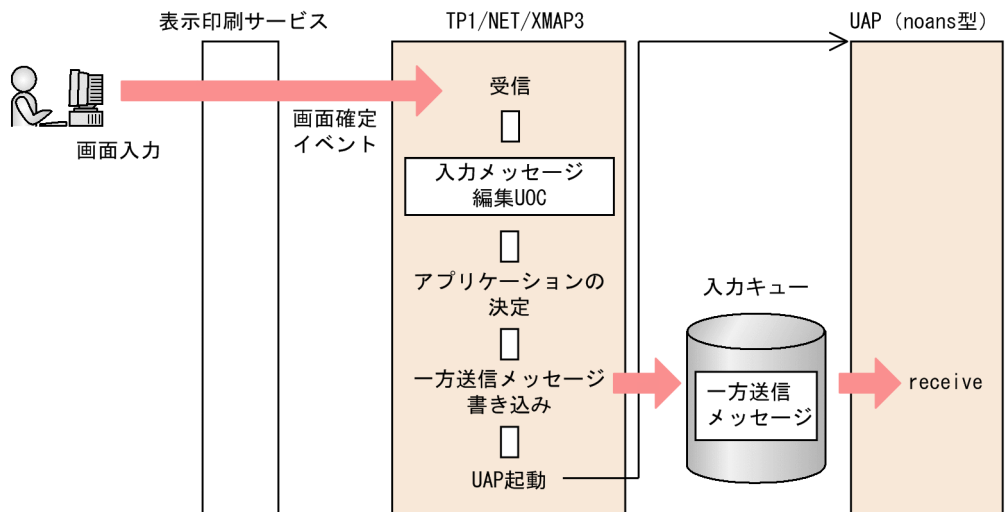 表示印刷サービス
TP1/NET/XMAP3
UAP（noans型）
受信
画面入力
画面確定
イベント
入力メッセージ
編集UOC
アプリケーションの
決定
入力キュー
一方送信メッセージ
書き込み
一方送信
メッセージ
receive
UAP起動